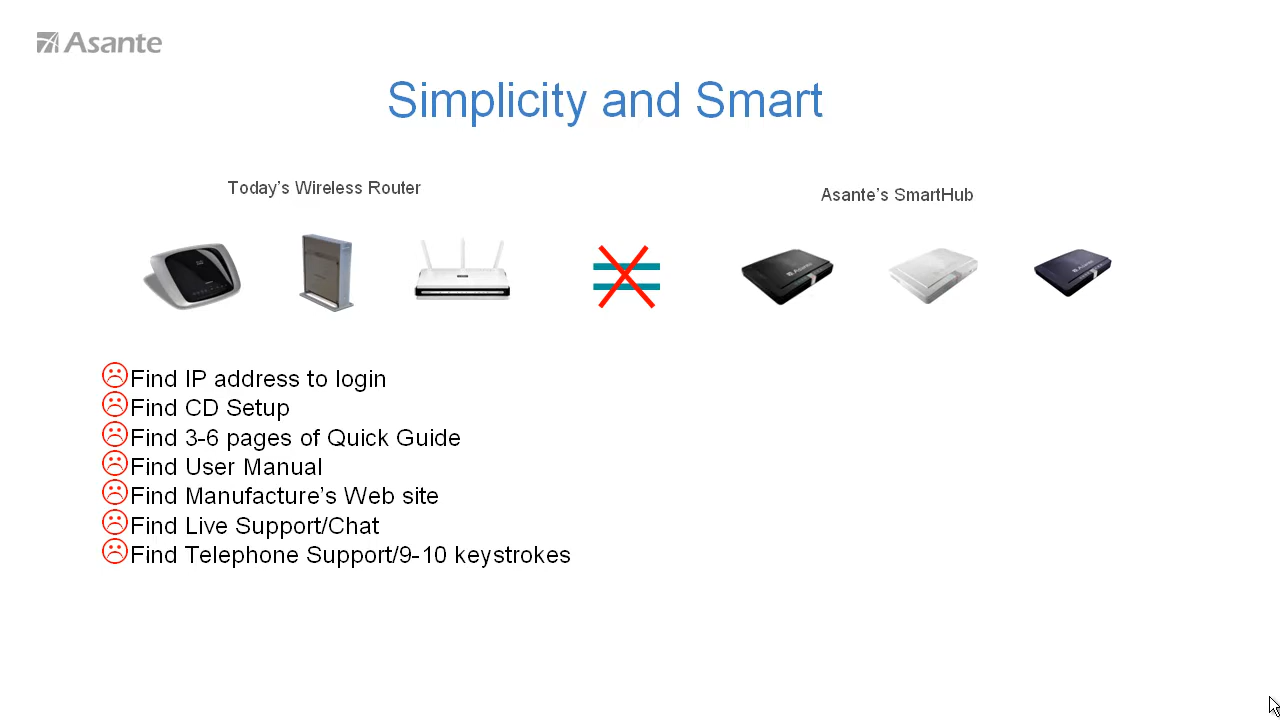 Asante
Simplicity and Smart
Today's Wireless Router
Asante's SmartHub
Asante
Asante
Find IP address to login
Find CD Setup
Find 3-6 pages of Quick Guide
Find User Manual
Find Manufacture's Web site
Find Live Support/Chat
Find Telephone Support/9-10 keystrokes